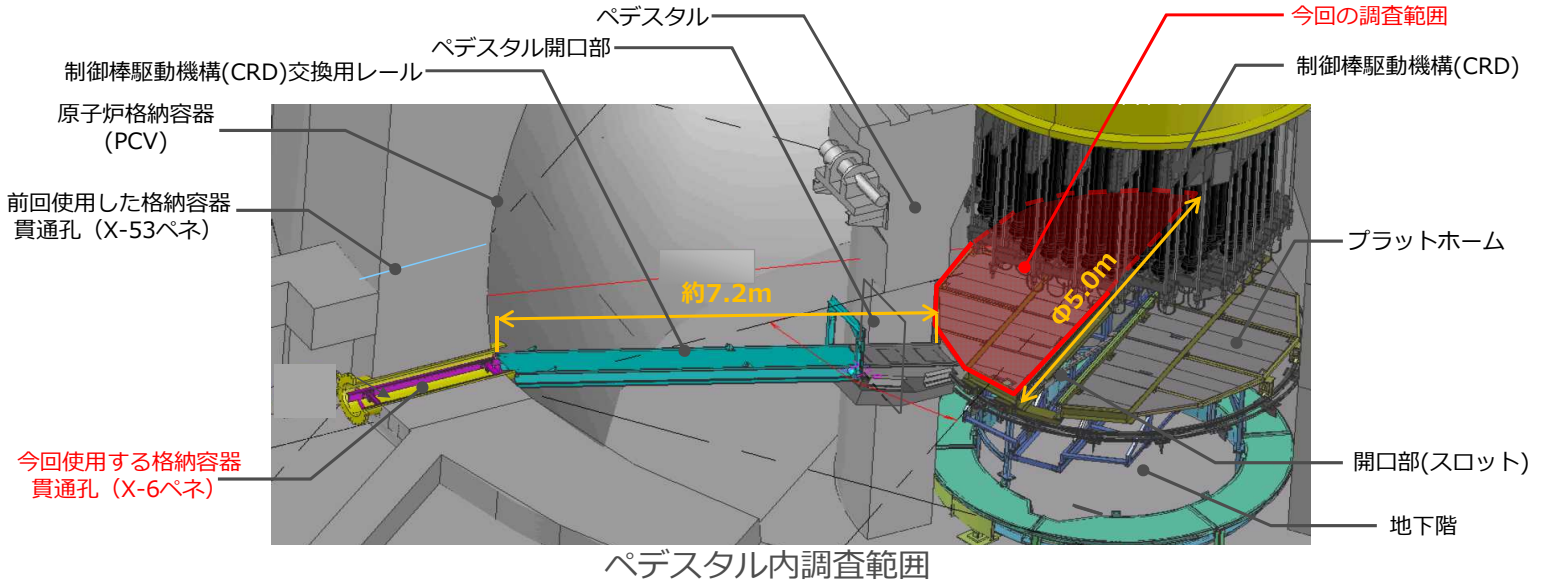 ペデスタル
今回の調査範囲
ペデスタル開口部
制御棒駆動機構(CRD)
制御棒駆動機構(CRD)交換用レール
原子炉格納容器
(PCV)
前回使用した格納容器
貫通孔（X-53ペネ）
プラットホーム
約7.2m
Φ5.0m
今回使用する格納容器
貫通孔（X-6ペネ）
開口部(スロット)
地下階
ペデスタル内調査範囲